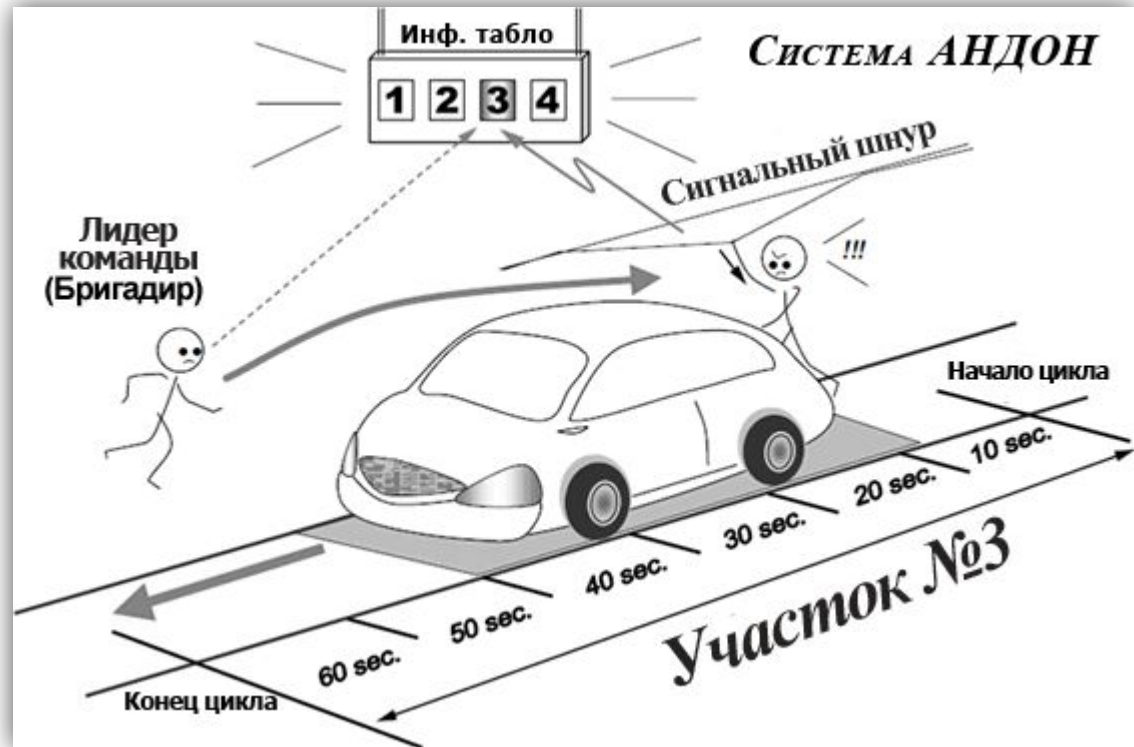 Инф. табло
1 2 3 4
Система АНДОН
Сигнальный шнур
!!!
Лидер
команды
(Бригадир)
Начало цикла
10 sec.
20 sec.
30 sec.
40 sec.
50 sec.
60 sec.
Участок №3
Конец цикла